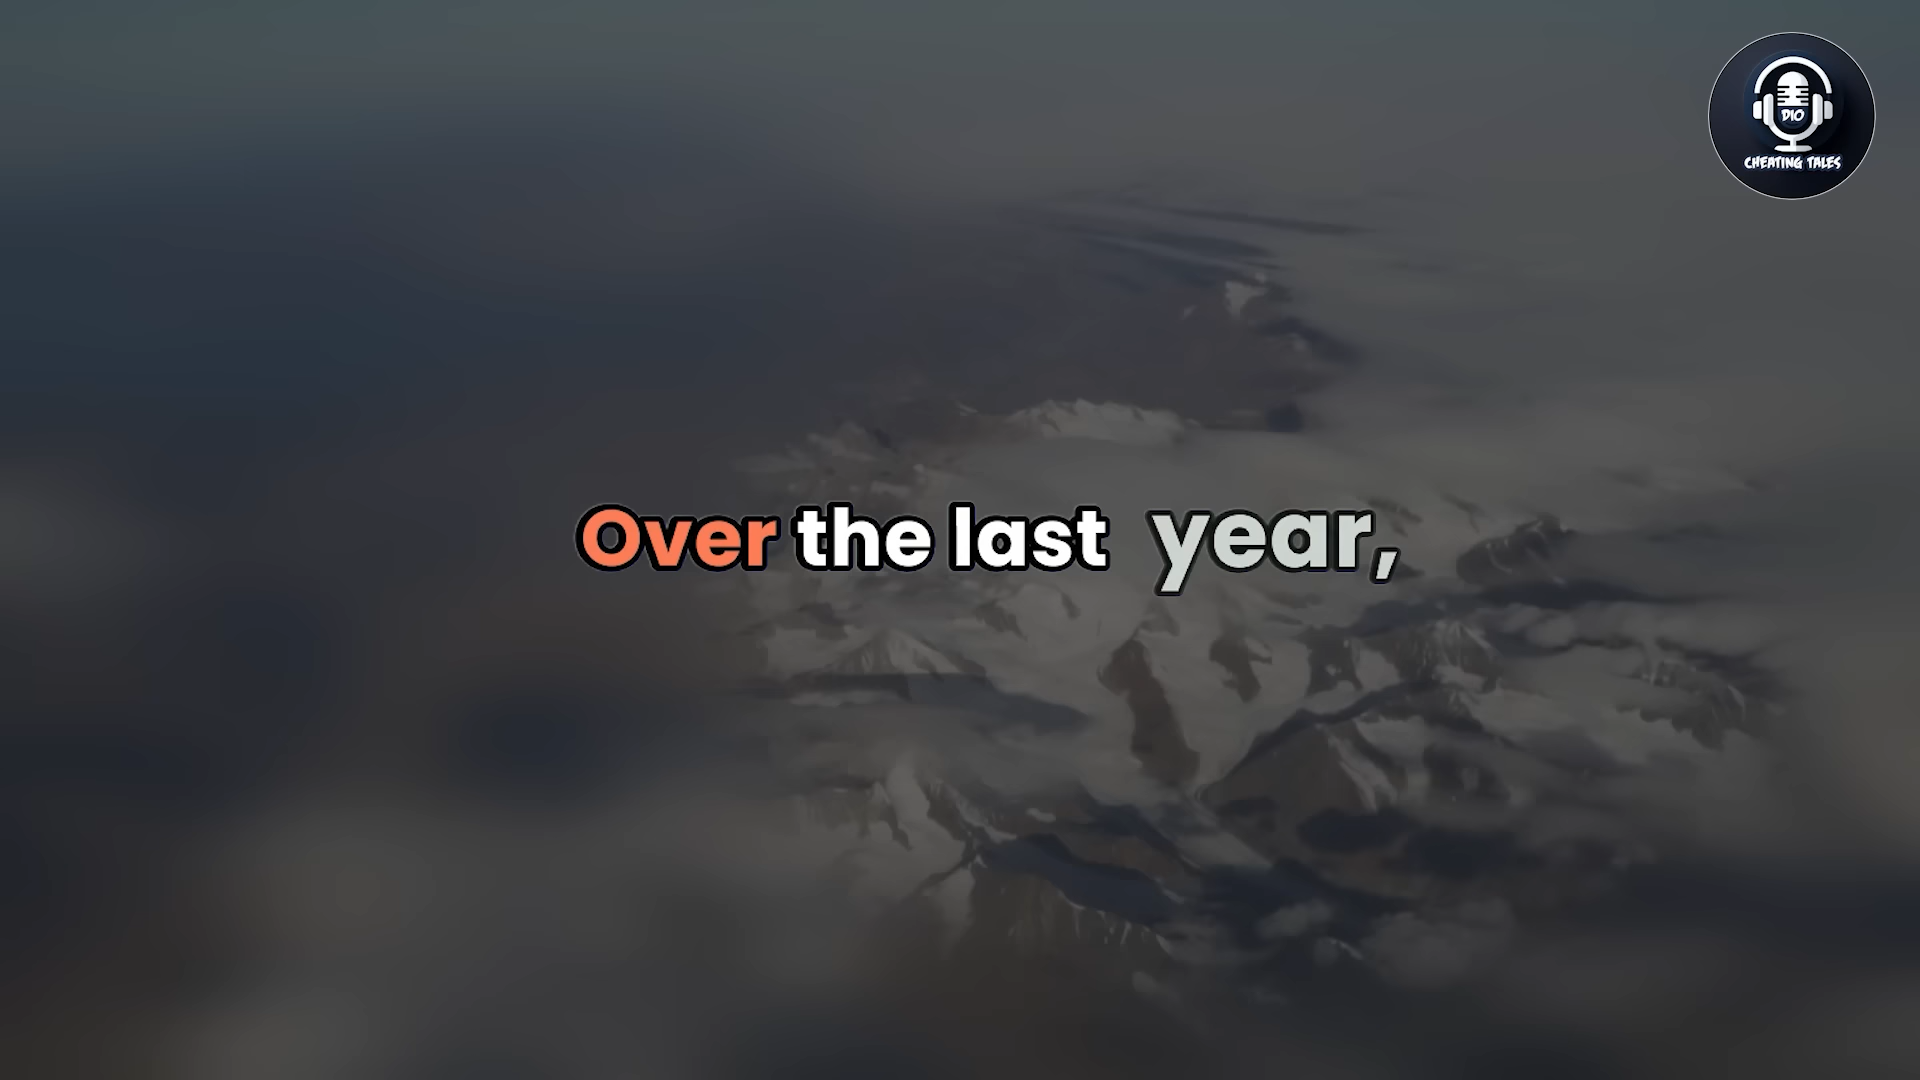 DIO
CHEATING TALES
Over the last year,